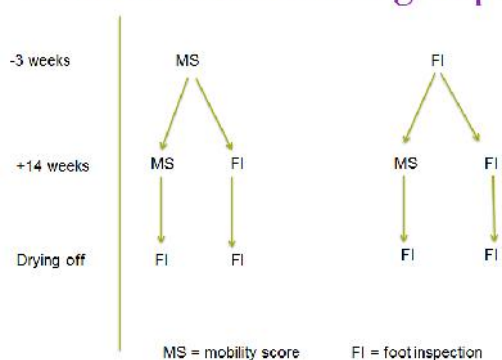 -3 weeks MS FI
+14 weeks MS FI MS FI
Drying off FI FI FI FI
MS = mobility score FI = foot inspection